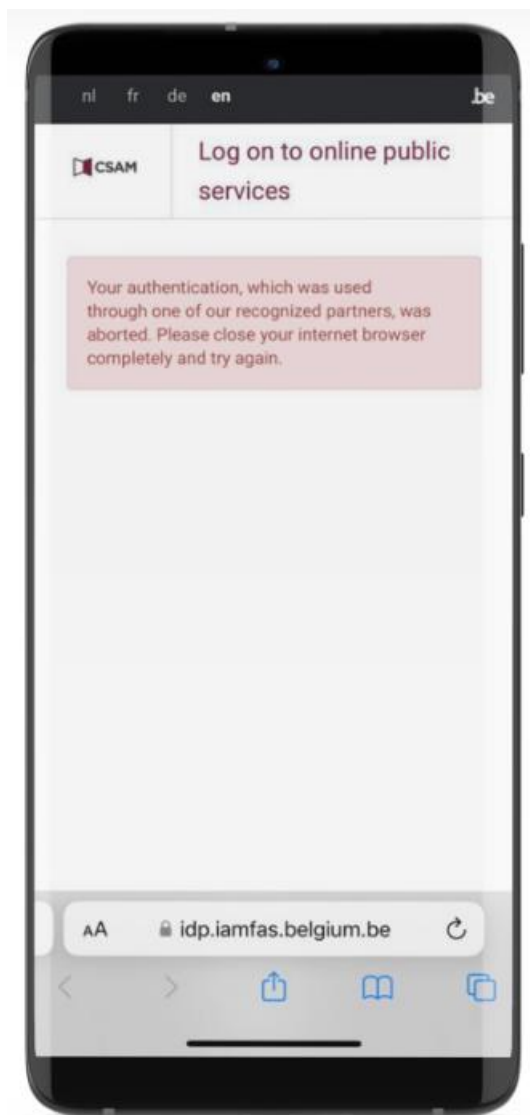 nl fr de en .be
CSAM
Log on to online public
services
Your authentication, which was used
through one of our recognized partners, was
aborted. Please close your internet browser
completely and try again.
AA idp.iamfas.belgium.be